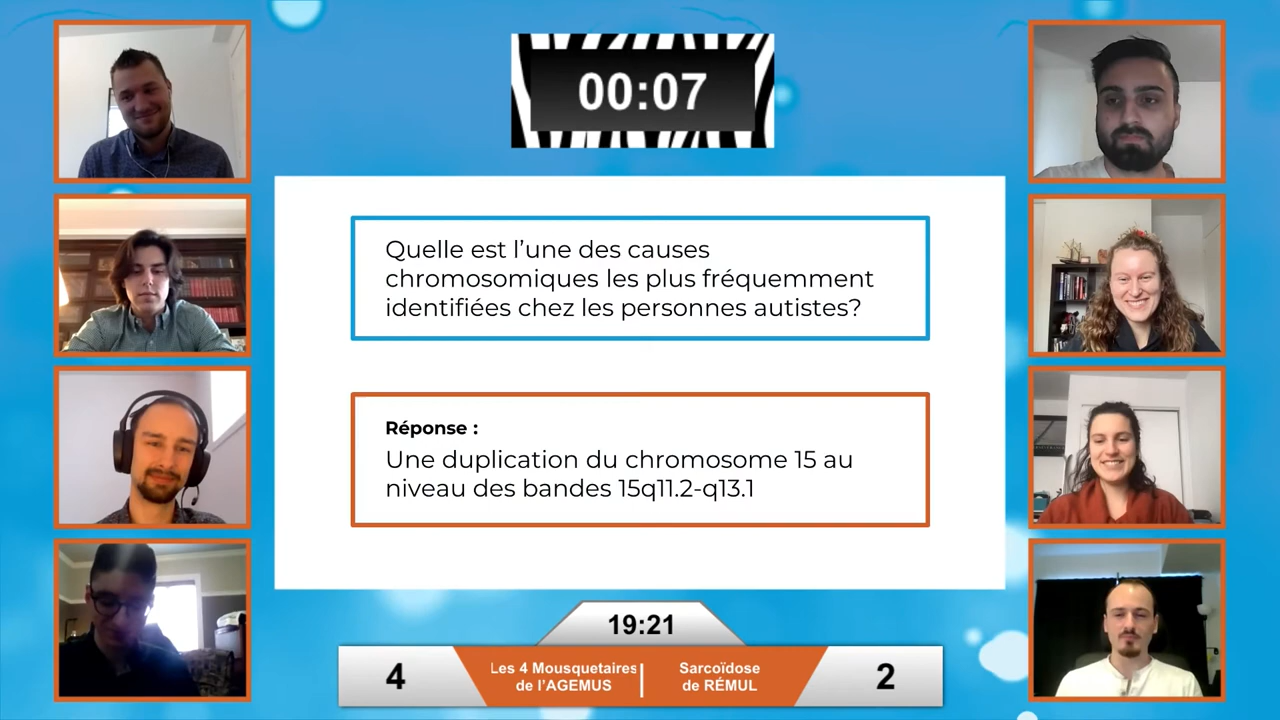 00:07
Quelle est l’une des causes
chromosomiques les plus fréquemment
identifiées chez les personnes autistes?
Réponse :
Une duplication du chromosome 15 au
niveau des bandes 15q11.2-q13.1
19:21
4
Les 4 Mousquetaires
de l’AGEMUS
Sarcoïdose
de RÉMUL
2